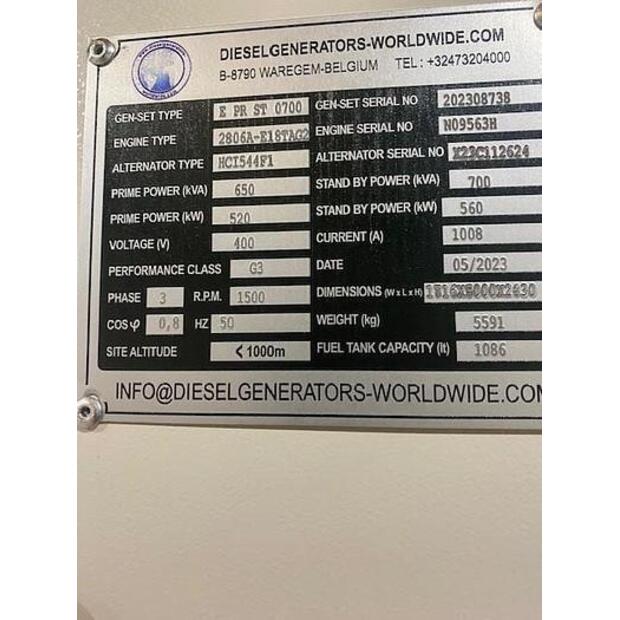 DIESELGENERATORS-WORLDWIDE.COM
B-8790 WAREGEM-BELGIUM TEL : +32473204000
GEN-SET TYPE E PR ST 0700 GEN-SET SERIAL NO 202308738
ENGINE TYPE 2806A-E18TAG2 ENGINE SERIAL NO N09563H
ALTERNATOR TYPE HCI544F1 ALTERNATOR SERIAL NO X22C112624
PRIME POWER (kVA) 650 STAND BY POWER (kVA) 700
PRIME POWER (kW) 520 STAND BY POWER (kW) 560
VOLTAGE (V) 400 CURRENT (A) 1008
PERFORMANCE CLASS G3 DATE 05/2023
PHASE 3 R.P.M. 1500 DIMENSIONS (W x L x H)
COS φ 0,8 HZ 50 WEIGHT (kg) 5591
SITE ALTITUDE < 1000m FUEL TANK CAPACITY (lt) 1086
INFO@DIESELGENERATORS-WORLDWIDE.COM